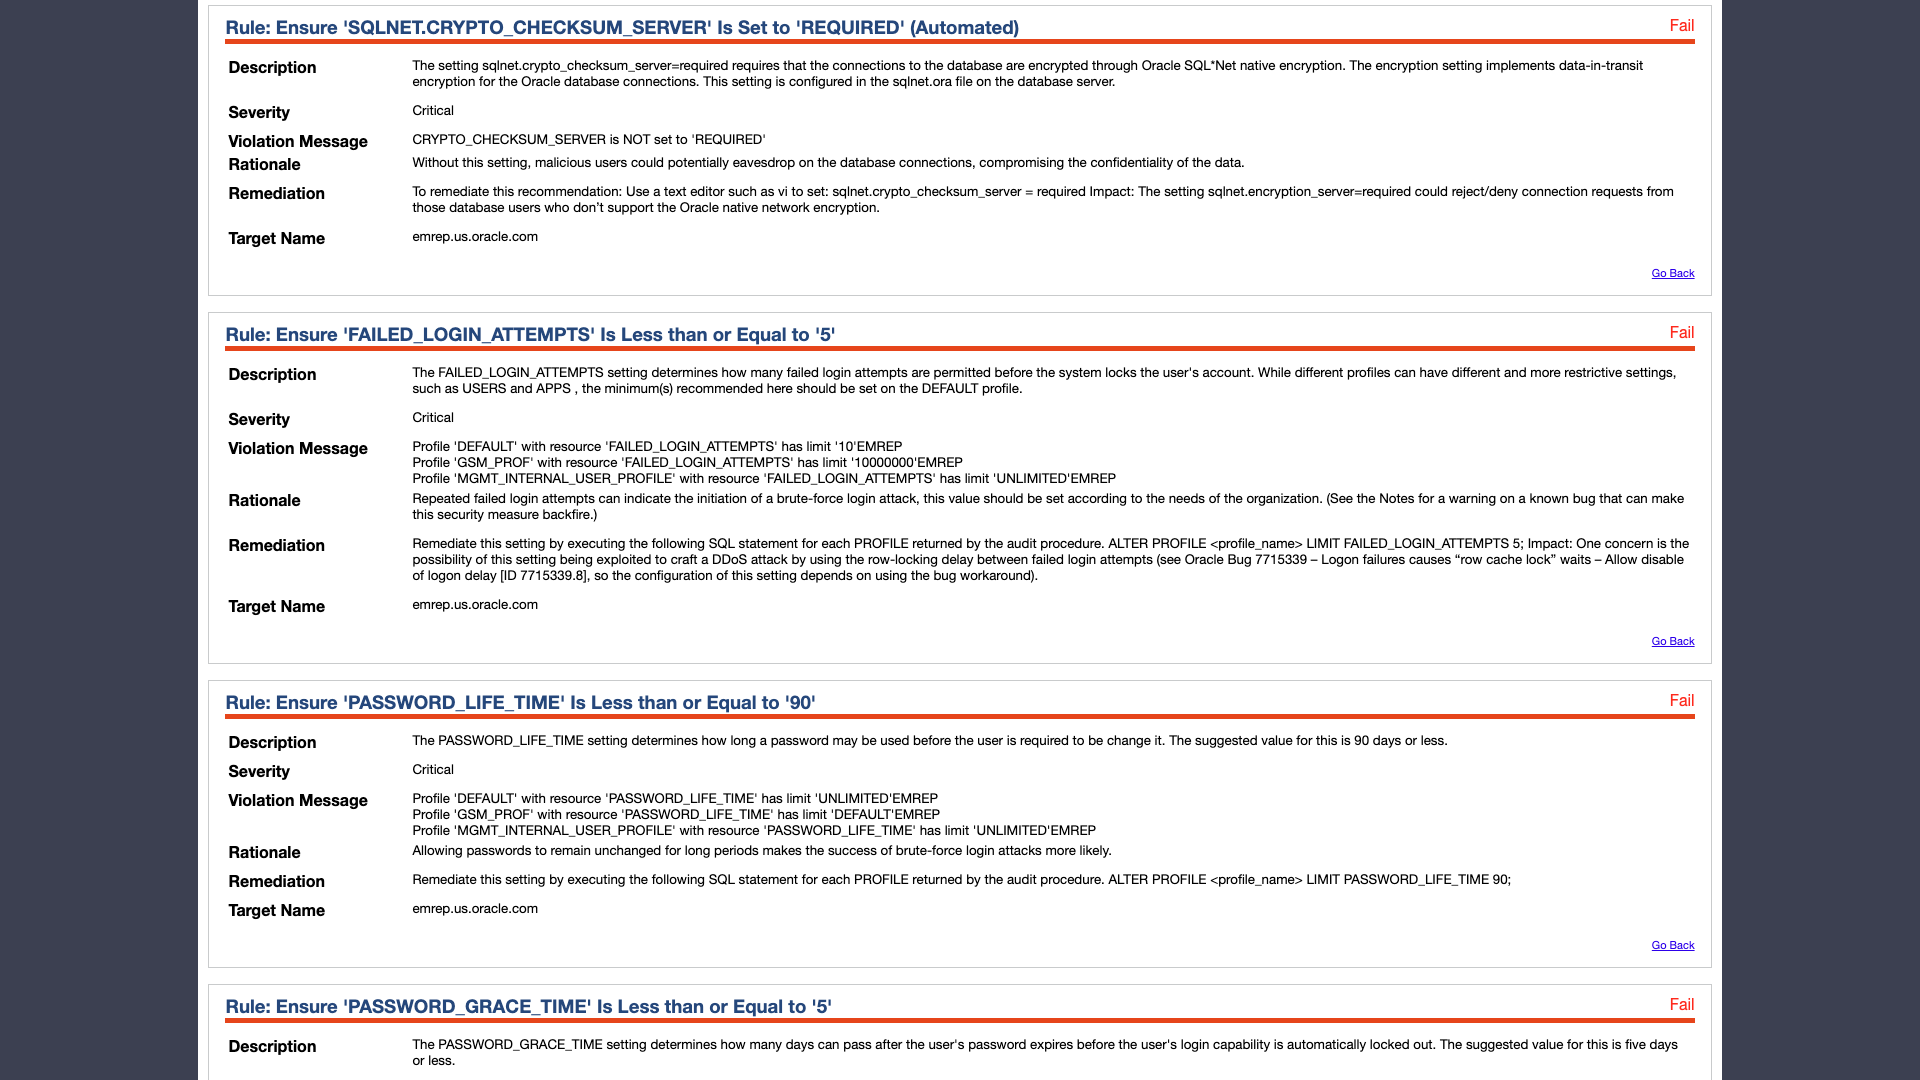 Rule: Ensure 'SQLNET.CRYPTO_CHECKSUM_SERVER' Is Set to 'REQUIRED' (Automated) Fail
Description The setting sqlnet.crypto_checksum_server=required requires that the connections to the database are encrypted through Oracle SQL*Net native encryption. The encryption setting implements data-in-transit
encryption for the Oracle database connections. This setting is configured in the sqlnet.ora file on the database server.
Severity Critical
Violation Message CRYPTO_CHECKSUM_SERVER is NOT set to 'REQUIRED'
Rationale Without this setting, malicious users could potentially eavesdrop on the database connections, compromising the confidentiality of the data.
Remediation To remediate this recommendation: Use a text editor such as vi to set: sqlnet.crypto_checksum_server = required Impact: The setting sqlnet.encryption_server=required could reject/deny connection requests from
those database users who don’t support the Oracle native network encryption.
Target Name emrep.us.oracle.com
Go Back
Rule: Ensure 'FAILED_LOGIN_ATTEMPTS' Is Less than or Equal to '5' Fail
Description The FAILED_LOGIN_ATTEMPTS setting determines how many failed login attempts are permitted before the system locks the user's account. While different profiles can have different and more restrictive settings,
such as USERS and APPS , the minimum(s) recommended here should be set on the DEFAULT profile.
Severity Critical
Violation Message Profile 'DEFAULT' with resource 'FAILED_LOGIN_ATTEMPTS' has limit '10'EMREP
Profile 'GSM_PROF' with resource 'FAILED_LOGIN_ATTEMPTS' has limit '10000000'EMREP
Profile 'MGMT_INTERNAL_USER_PROFILE' with resource 'FAILED_LOGIN_ATTEMPTS' has limit 'UNLIMITED'EMREP
Rationale Repeated failed login attempts can indicate the initiation of a brute-force login attack, this value should be set according to the needs of the organization. (See the Notes for a warning on a known bug that can make
this security measure backfire.)
Remediation Remediate this setting by executing the following SQL statement for each PROFILE returned by the audit procedure. ALTER PROFILE <profile_name> LIMIT FAILED_LOGIN_ATTEMPTS 5; Impact: One concern is the
possibility of this setting being exploited to craft a DDoS attack by using the row-locking delay between failed login attempts (see Oracle Bug 7715339 – Logon failures causes “row cache lock” waits – Allow disable
of logon delay [ID 7715339.8], so the configuration of this setting depends on using the bug workaround).
Target Name emrep.us.oracle.com
Go Back
Rule: Ensure 'PASSWORD_LIFE_TIME' Is Less than or Equal to '90' Fail
Description The PASSWORD_LIFE_TIME setting determines how long a password may be used before the user is required to be change it. The suggested value for this is 90 days or less.
Severity Critical
Violation Message Profile 'DEFAULT' with resource 'PASSWORD_LIFE_TIME' has limit 'UNLIMITED'EMREP
Profile 'GSM_PROF' with resource 'PASSWORD_LIFE_TIME' has limit 'DEFAULT'EMREP
Profile 'MGMT_INTERNAL_USER_PROFILE' with resource 'PASSWORD_LIFE_TIME' has limit 'UNLIMITED'EMREP
Rationale Allowing passwords to remain unchanged for long periods makes the success of brute-force login attacks more likely.
Remediation Remediate this setting by executing the following SQL statement for each PROFILE returned by the audit procedure. ALTER PROFILE <profile_name> LIMIT PASSWORD_LIFE_TIME 90;
Target Name emrep.us.oracle.com
Go Back
Rule: Ensure 'PASSWORD_GRACE_TIME' Is Less than or Equal to '5' Fail
Description The PASSWORD_GRACE_TIME setting determines how many days can pass after the user's password expires before the user's login capability is automatically locked out. The suggested value for this is five days
or less.